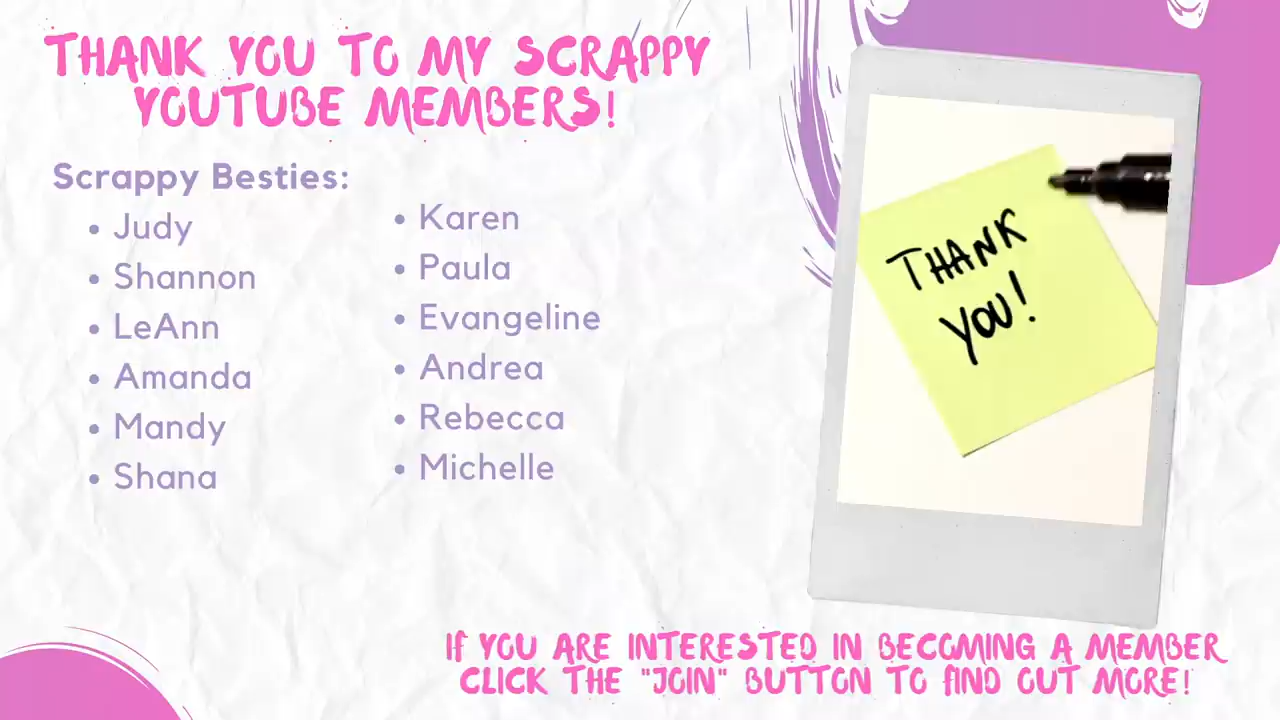 THANK YOU TO MY SCRAPPY
YOUTUBE MEMBERS!
Scrappy Besties:
• Judy
• Shannon
• LeAnn
• Amanda
• Mandy
• Shana
• Karen
• Paula
• Evangeline
• Andrea
• Rebecca
• Michelle
THANK
YOU!
IF YOU ARE INTERESTED IN BECOMING A MEMBER
CLICK THE "JOIN" BUTTON TO FIND OUT MORE!